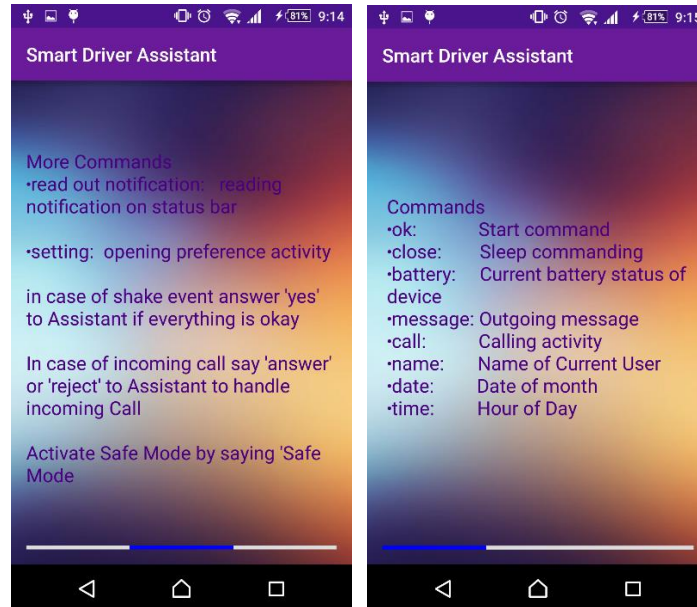 81% 9:14
Smart Driver Assistant
More Commands
•read out notification: reading
notification on status bar
•setting: opening preference activity
in case of shake event answer 'yes'
to Assistant if everything is okay
In case of incoming call say 'answer'
or 'reject' to Assistant to handle
incoming Call
Activate Safe Mode by saying 'Safe
Mode
81% 9:15
Smart Driver Assistant
Commands
•ok: Start command
•close: Sleep commanding
•battery: Current battery status of
device
•message: Outgoing message
•call: Calling activity
•name: Name of Current User
•date: Date of month
•time: Hour of Day